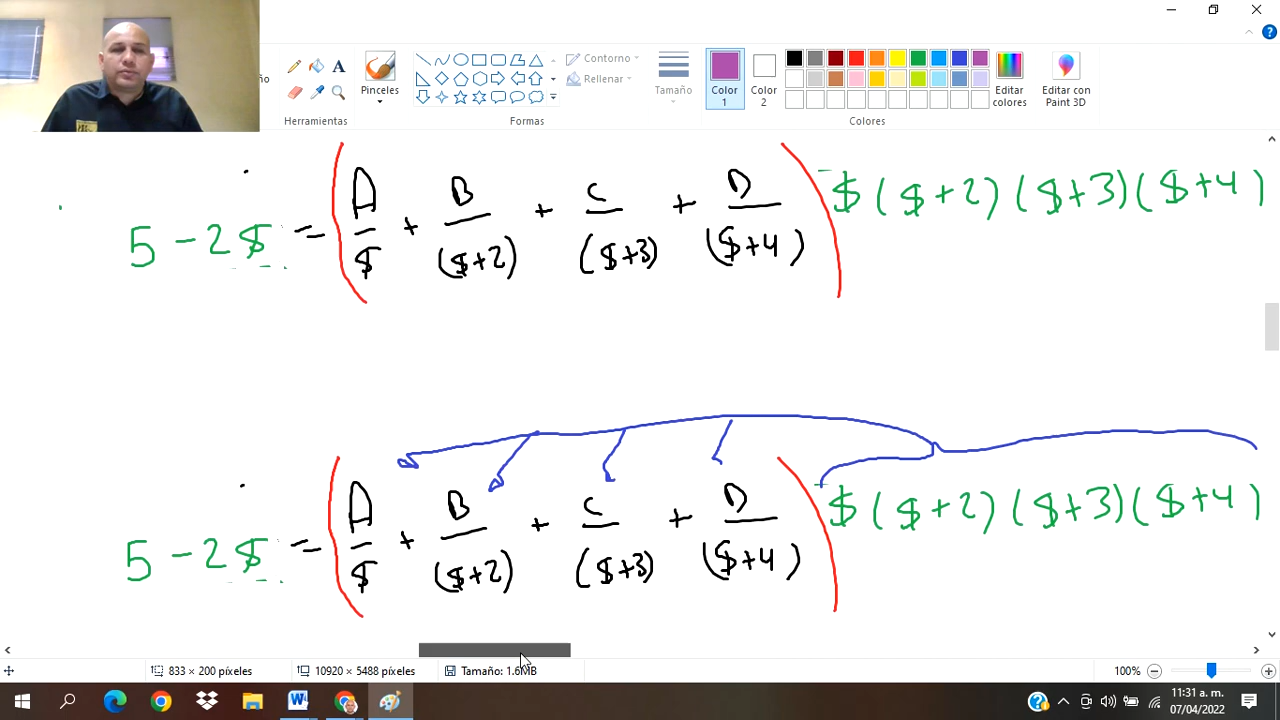 Contorno
Rellenar
Pinceles
Tamaño
Color
1
Color
2
Editar
colores
Editar con
Paint 3D
Herramientas
Formas
Colores
5 - 2$ = ( A/$ + B/($+2) + C/($+3) + D/($+4) ) $($+2)($+3)($+4)
5 - 2$ = ( A/$ + B/($+2) + C/($+3) + D/($+4) ) $($+2)($+3)($+4)
833 × 200 píxeles
10920 × 5488 píxeles
Tamaño: 1.6MB
100%
11:31 a. m.
07/04/2022